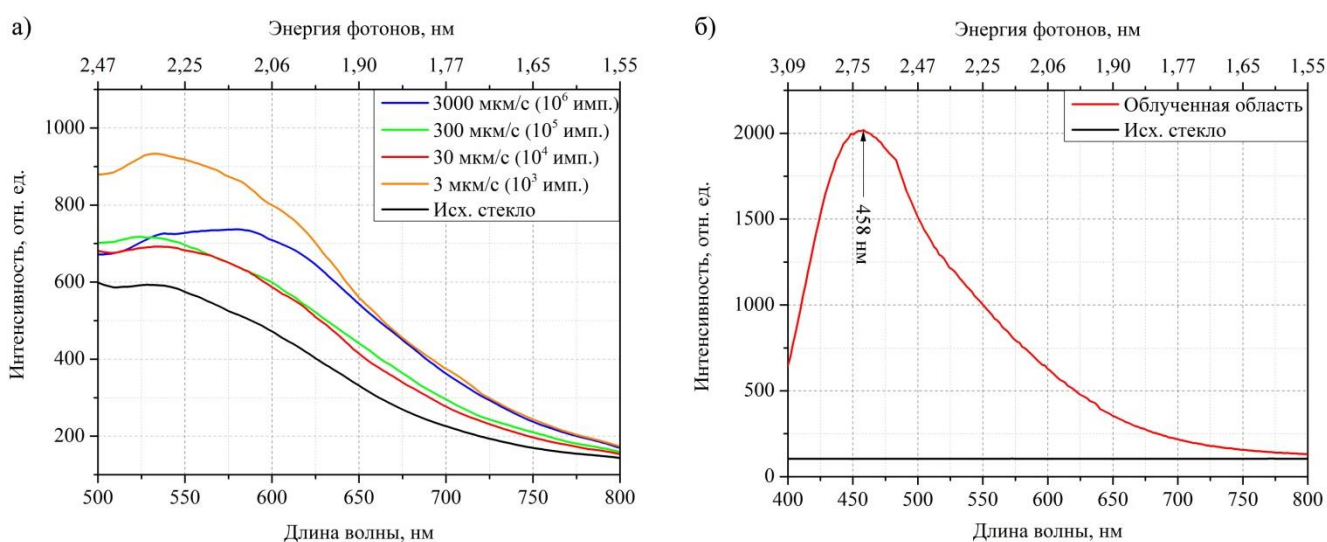 а)
Энергия фотонов, нм
2,47 2,25 2,06 1,90 1,77 1,65 1,55
3000 мкм/с (10⁶ имп.)
300 мкм/с (10⁵ имп.)
30 мкм/с (10⁴ имп.)
3 мкм/с (10³ имп.)
Исх. стекло
Интенсивность, отн. ед.
1000
800
600
400
200
500 550 600 650 700 750 800
Длина волны, нм
б)
Энергия фотонов, нм
3,09 2,75 2,47 2,25 2,06 1,90 1,77 1,65 1,55
Облученная область
Исх. стекло
458 нм
Интенсивность, отн. ед.
2000
1500
1000
500
0
400 450 500 550 600 650 700 750 800
Длина волны, нм